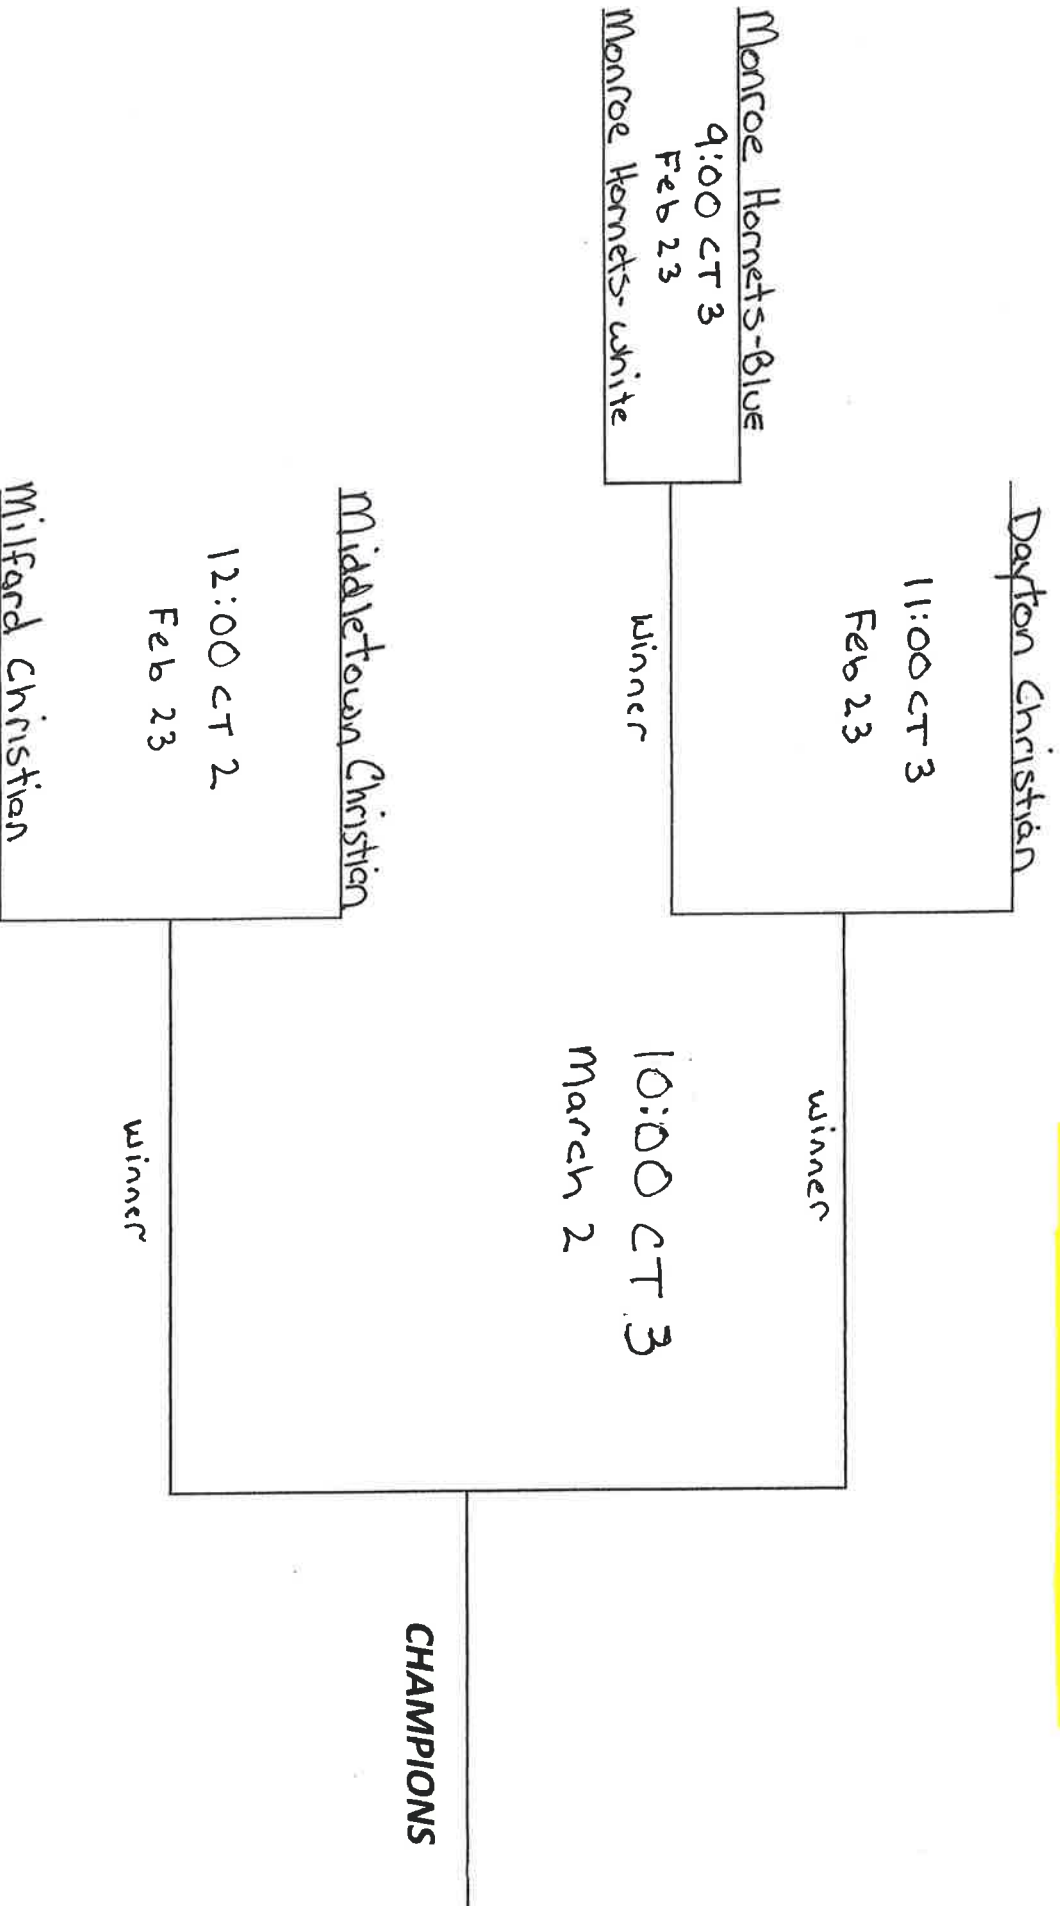 Dayton Christian
11:00 CT 3
Feb 23
Monroe Hornets-Blue
9:00 CT 3
Feb 23
Monroe Hornets-white
winner
winner
10:00 CT 3
March 2
CHAMPIONS
Middletown Christian
12:00 CT 2
Feb 23
Milford Christian
winner